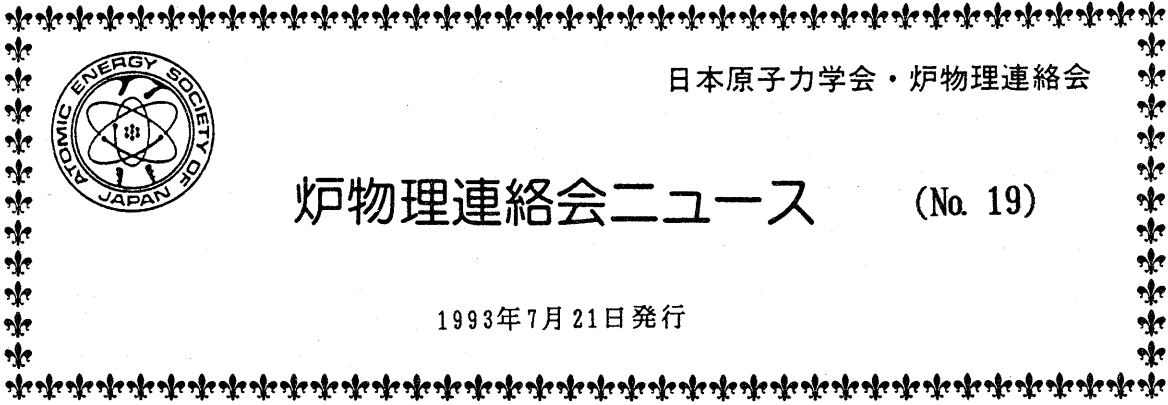 ATOMIC ENERGY SOCIETY OF JAPAN
日本原子力学会・炉物理連絡会
炉物理連絡会ニュース (No. 19)
1993年7月21日発行